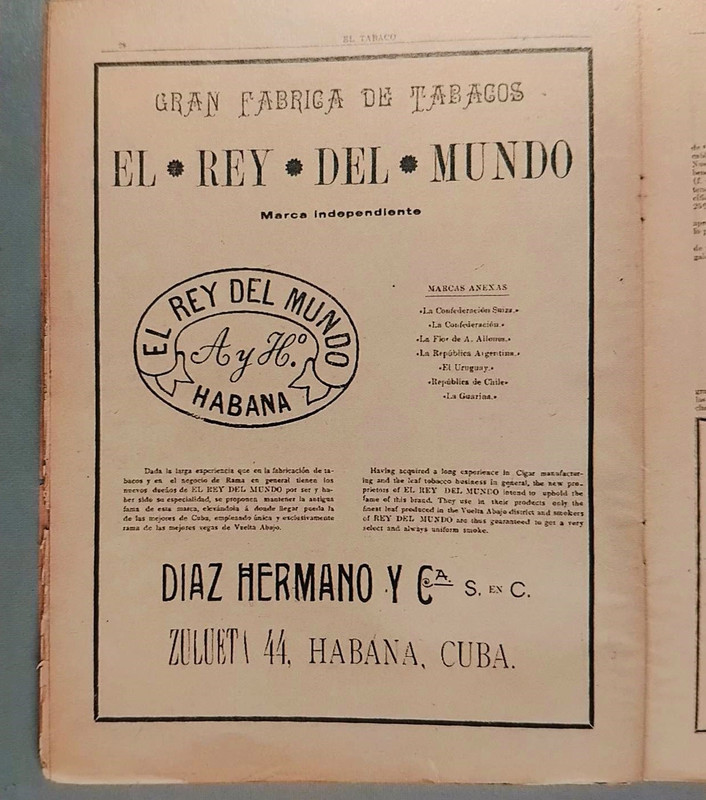 EL TABACO
GRAN FABRICA DE TABACOS
EL REY DEL MUNDO
Marca independiente
EL REY DEL MUNDO
A y Hº.
HABANA
MARCAS ANEXAS
«La Confederación Suiza.»
«La Confederación.»
«La Flor de A. Allones.»
«La República Argentina.»
«El Uruguay.»
«República de Chile»
«La Guarina.»
Dada la larga experiencia que en la fabricación de ta-
bacos y en el negocio de Rama en general tienen los
nuevos dueños de EL REY DEL MUNDO por ser y ha-
ber sido su especialidad, se proponen mantener la antigua
fama de esta marca, elevándola á donde llegar pueda la
de las mejores de Cuba, empleando única y exclusivamente
rama de las mejores vegas de Vuelta Abajo.
Having acquired a long experience in Cigar manufactur-
ing and the leaf tobacco business in general, the new pro-
prietors of EL REY DEL MUNDO intend to uphold the
fame of this brand. They use in their products only the
finest leaf produced in the Vuelta Abajo district and smokers
of REY DEL MUNDO are thus guaranteed to get a very
select and always uniform smoke.
DIAZ HERMANO Y Cª. S. EN C.
ZULUETA 44, HABANA, CUBA.